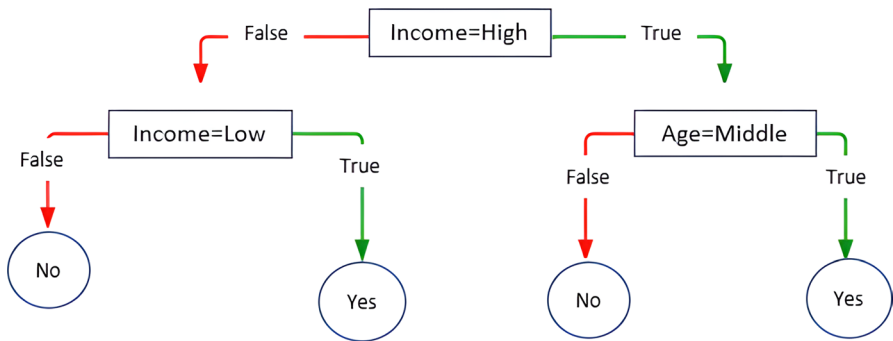 False
Income=High
True
Income=Low
Age=Middle
False
True
False
True
No
Yes
No
Yes